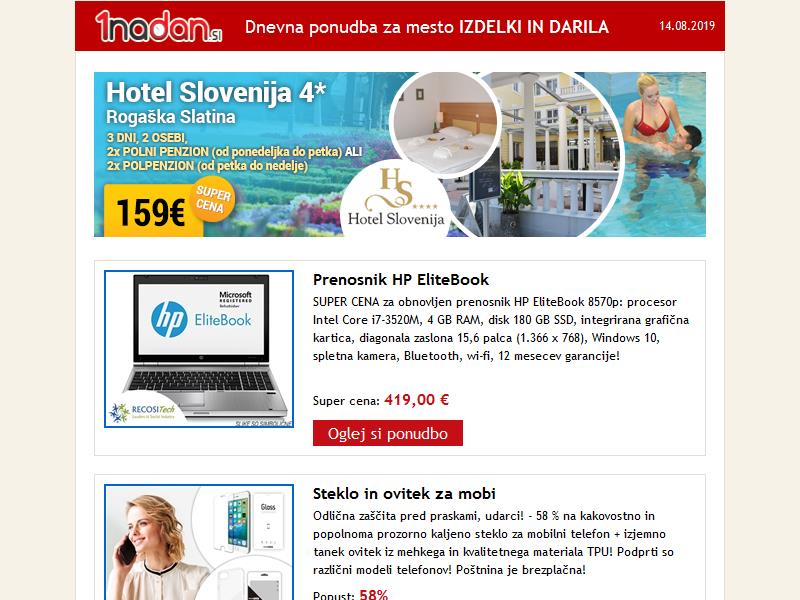 1nadan.si
Dnevna ponudba za mesto IZDELKI IN DARILA
14.08.2019
Hotel Slovenija 4*
Rogaška Slatina
3 DNI, 2 OSEBI,
2x POLNI PENZION (od ponedeljka do petka) ALI
2x POLPENZION (od petka do nedelje)
159€
SUPER
CENA
HS
Hotel Slovenija
Prenosnik HP EliteBook
SUPER CENA za obnovljen prenosnik HP EliteBook 8570p: procesor
Intel Core i7-3520M, 4 GB RAM, disk 180 GB SSD, integrirana grafična
kartica, diagonala zaslona 15,6 palca (1.366 x 768), Windows 10,
spletna kamera, Bluetooth, wi-fi, 12 mesecev garancije!
Super cena: 419,00 €
Oglej si ponudbo
Microsoft
REGISTERED
Refurbisher
hp EliteBook
RECOSITech
SLIKE SO SIMBOLIČNE
Steklo in ovitek za mobi
Odlična zaščita pred praskami, udarci! - 58 % na kakovostno in
popolnoma prozorno kaljeno steklo za mobilni telefon + izjemno
tanek ovitek iz mehkega in kvalitetnega materiala TPU! Podprti so
različni modeli telefonov! Poštnina je brezplačna!
Popust: 58%
Glass